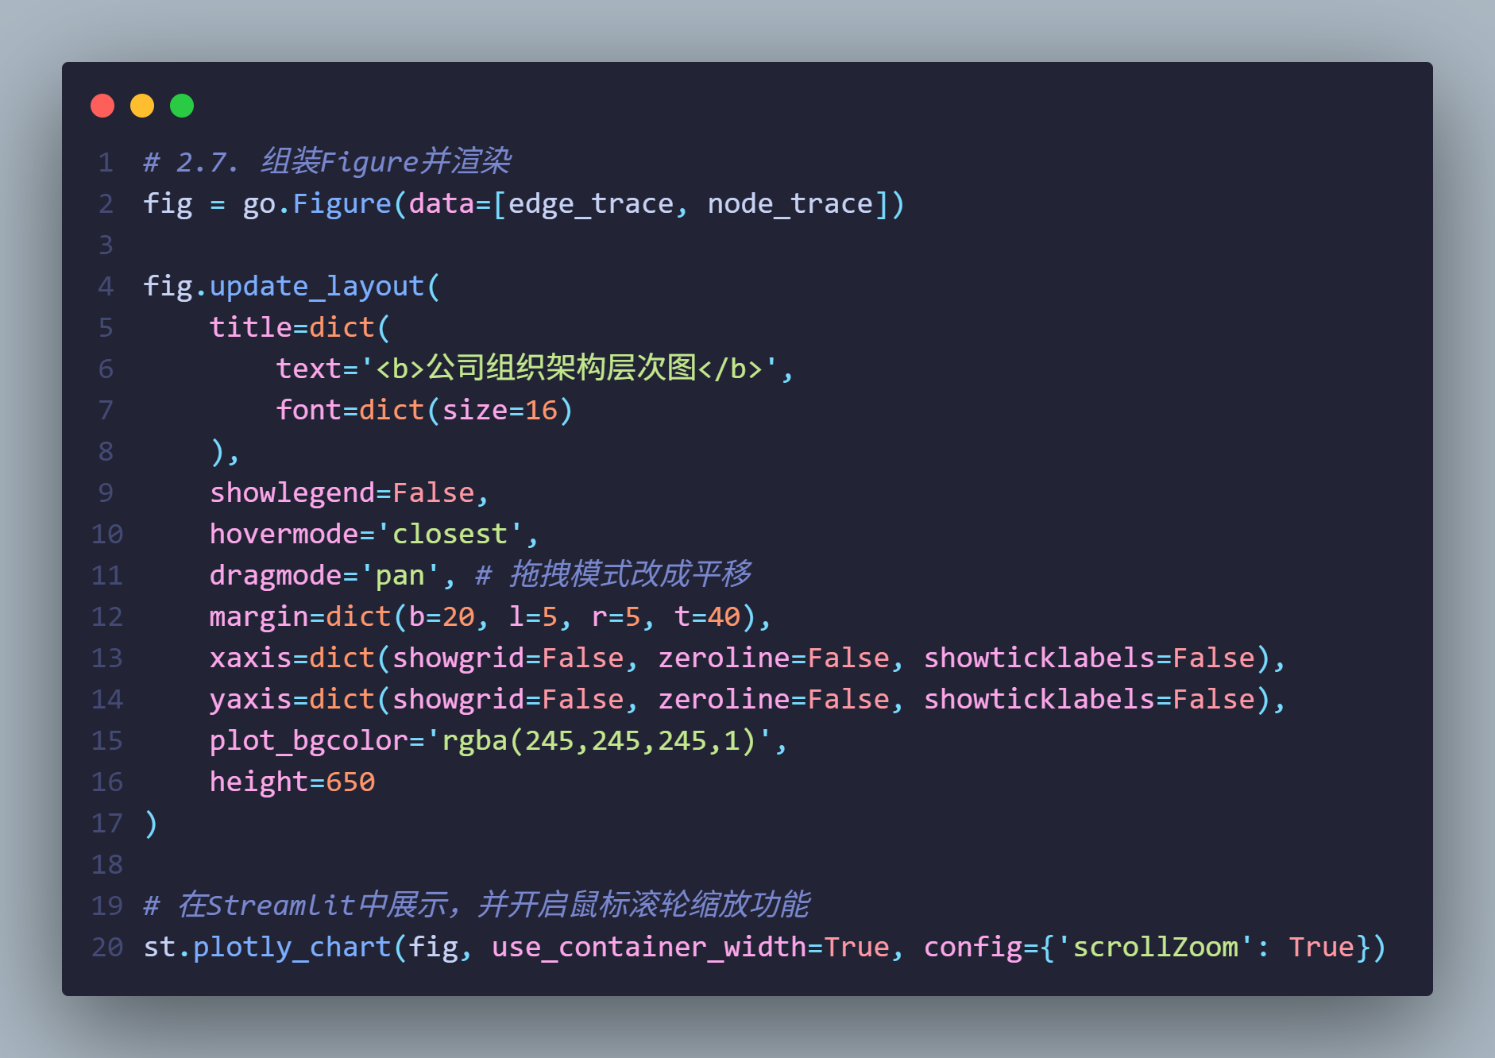 1 # 2.7. 组装Figure并渲染
2 fig = go.Figure(data=[edge_trace, node_trace])
3
4 fig.update_layout(
5     title=dict(
6         text='<b>公司组织架构层次图</b>',
7         font=dict(size=16)
8     ),
9     showlegend=False,
10     hovermode='closest',
11     dragmode='pan', # 拖拽模式改成平移
12     margin=dict(b=20, l=5, r=5, t=40),
13     xaxis=dict(showgrid=False, zeroline=False, showticklabels=False),
14     yaxis=dict(showgrid=False, zeroline=False, showticklabels=False),
15     plot_bgcolor='rgba(245,245,245,1)',
16     height=650
17 )
18
19 # 在Streamlit中展示，并开启鼠标滚轮缩放功能
20 st.plotly_chart(fig, use_container_width=True, config={'scrollZoom': True})